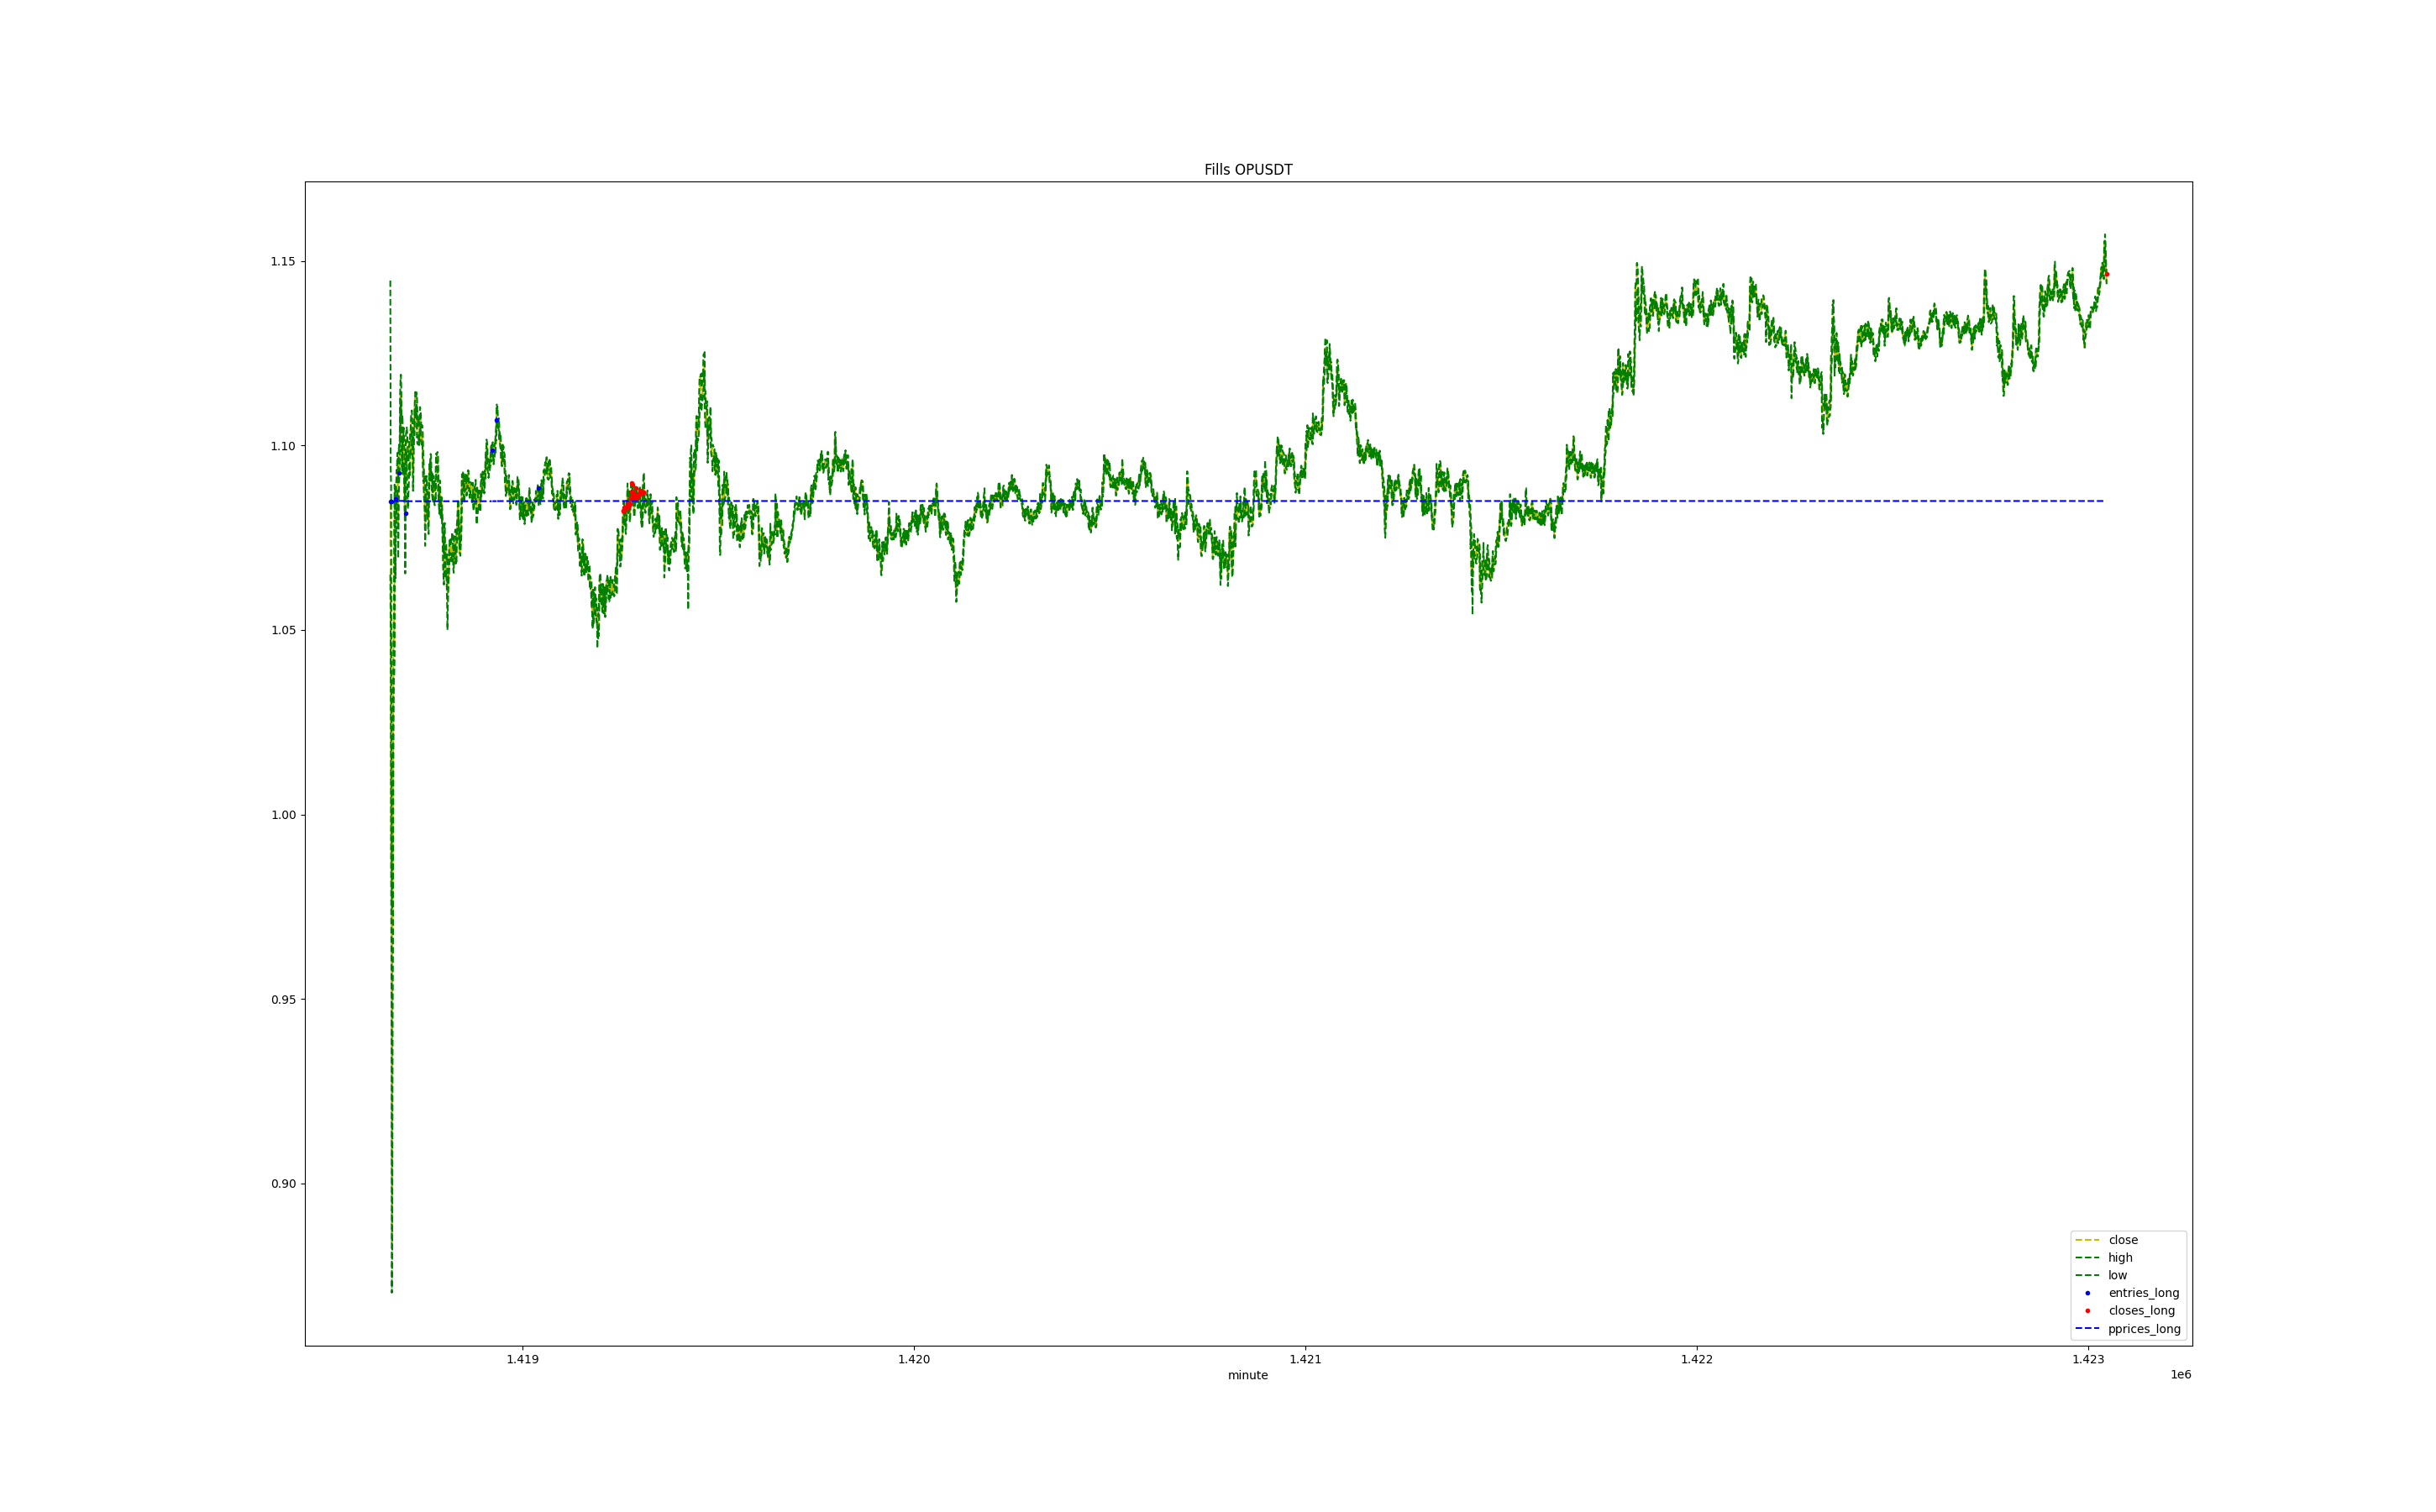 Fills OPUSDT
1.15
1.10
1.05
1.00
0.95
0.90
1.419
1.420
1.421
1.422
1.423
minute
1e6
close
high
low
entries_long
closes_long
pprices_long